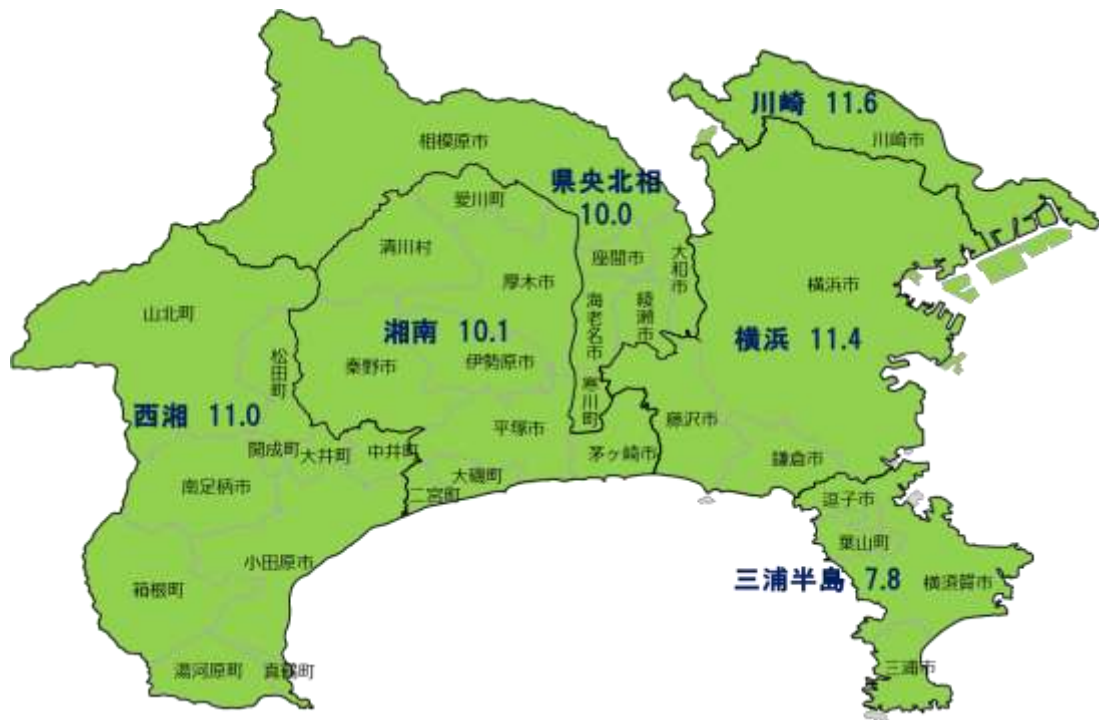 川崎 11.6
川崎市
相模原市
県央北相
10.0
愛川町
清川村
座間市
大和市
厚木市
横浜市
海老名市
綾瀬市
山北町
湘南 10.1
横浜 11.4
松田町
秦野市
伊勢原市
寒川町
西湘 11.0
藤沢市
平塚市
開成町
大井町
中井町
茅ヶ崎市
鎌倉市
南足柄市
大磯町
二宮町
逗子市
葉山町
小田原市
三浦半島 7.8
横須賀市
箱根町
湯河原町
真鶴町
三浦市